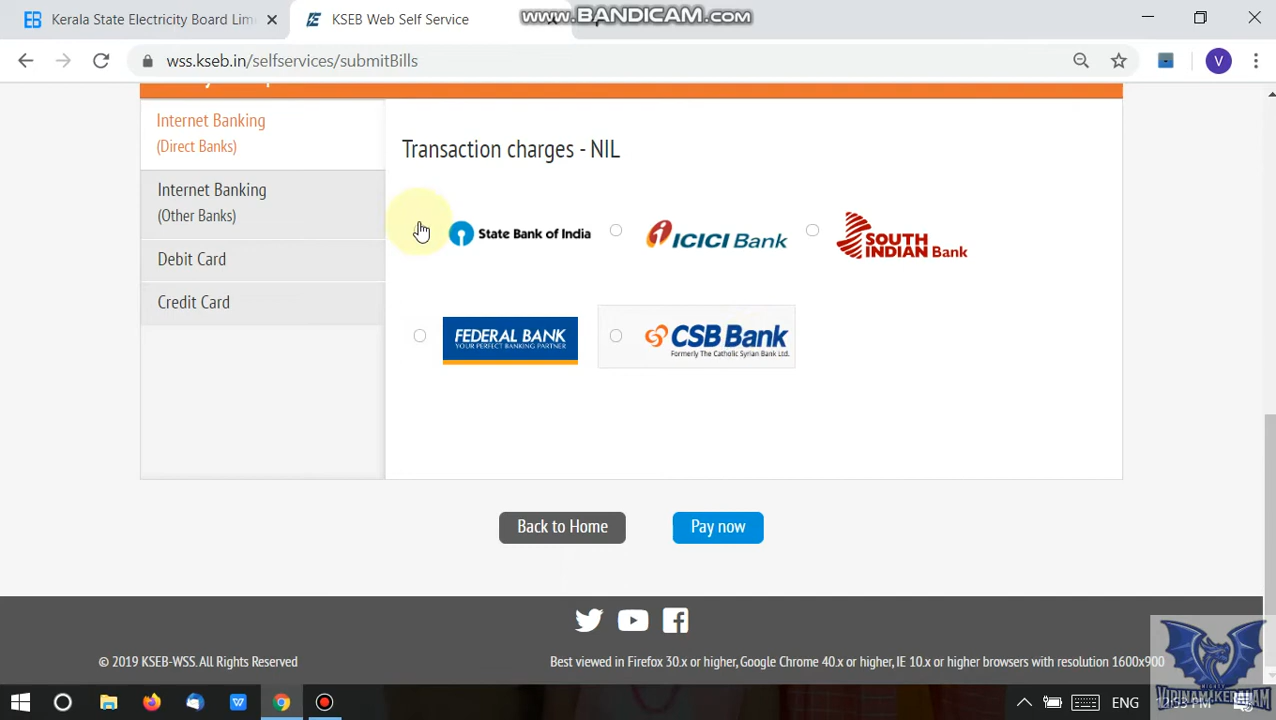 www.BANDICAM.com
Kerala State Electricity Board Lim
KSEB Web Self Service
wss.kseb.in/selfservices/submitBills
V
Internet Banking
(Direct Banks)
Internet Banking
(Other Banks)
Debit Card
Credit Card
Transaction charges - NIL
State Bank of India
ICICI Bank
SOUTH INDIAN Bank
FEDERAL BANK
YOUR PERFECT BANKING PARTNER
CSB Bank
Formerly The Catholic Syrian Bank Ltd.
Back to Home
Pay now
© 2019 KSEB-WSS. All Rights Reserved
Best viewed in Firefox 30.x or higher, Google Chrome 40.x or higher, IE 10.x or higher browsers with resolution 1600x900
ENG